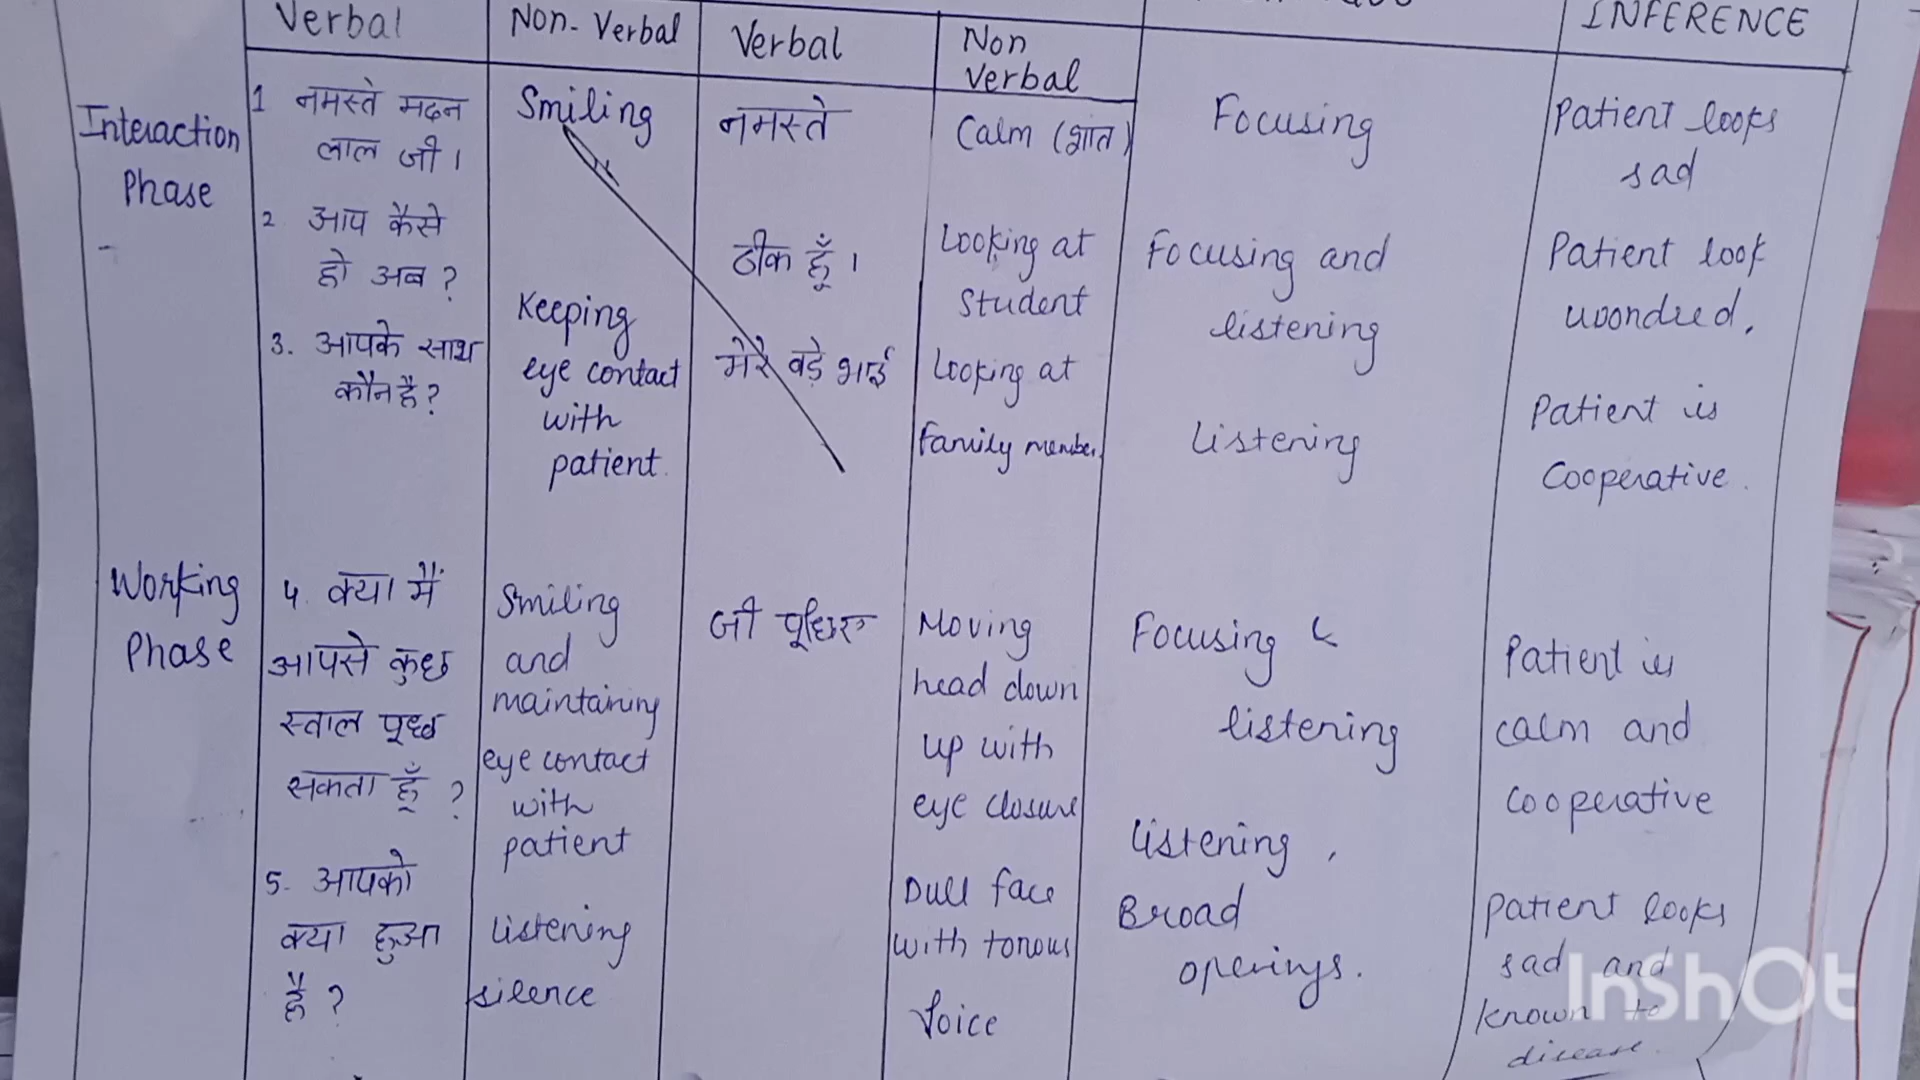 Verbal
Non-Verbal
Verbal
Non
Verbal
INFERENCE
Interaction
Phase
1 नमस्ते मदन
लाल जी।
2 आप कैसे
हो अब?
3. आपके साथ
कौन है?
Smiling
Keeping
eye contact
with
patient.
नमस्ते
ठीक हूँ।
मेरे बड़े भाई
Calm (शांत)
Looking at
Student
Looking at
family member.
Focusing
Focusing and
listening
Listening
Patient looks
sad
Patient look
woondred.
Patient is
Cooperative.
Working
Phase
4. क्या मैं
आपसे कुछ
स्वाल पूछ
सकता हूँ?
5. आपको
क्या हुआ
है?
Smiling
and
maintaining
eye contact
with
patient
Listening
silence
जी पूछिए
Moving
head down
up with
eye closure
Dull face
with tonous
Voice
Focusing &
listening
Listening,
Broad
openings.
Patient is
calm and
cooperative
Patient looks
sad and
known to
disease.
InShOt